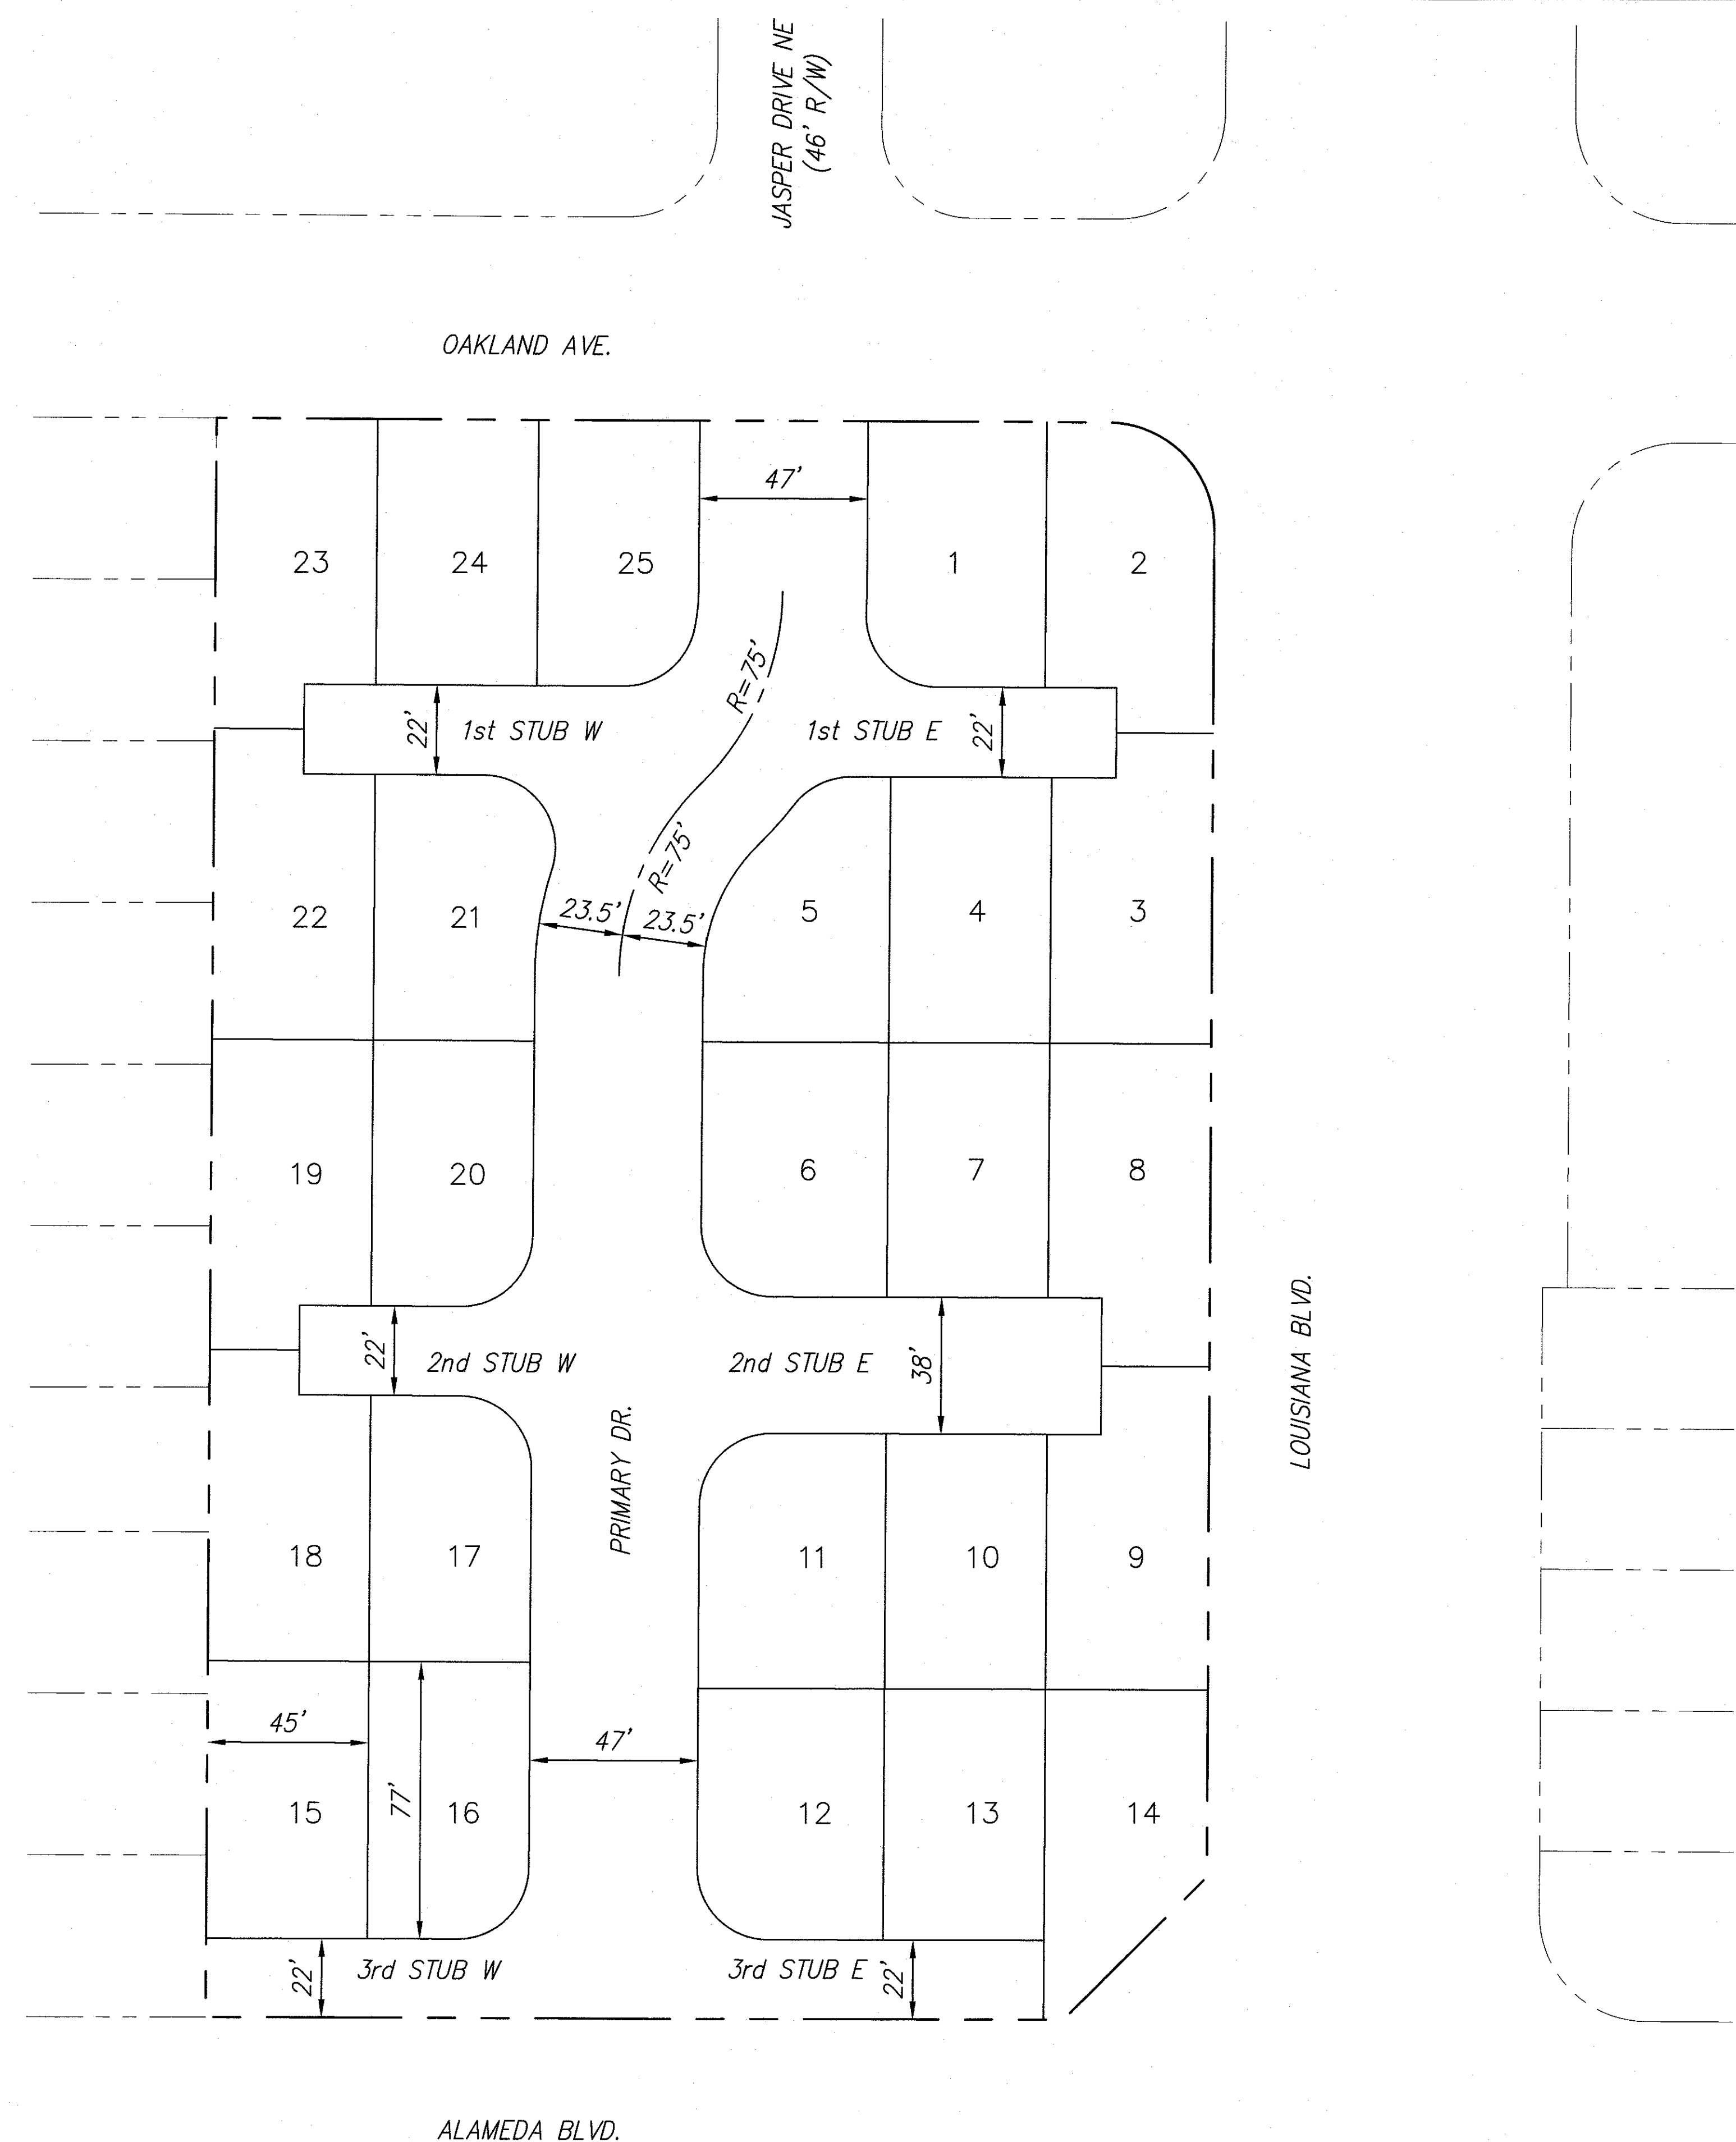 JASPER DRIVE NE
(46' R/W)
OAKLAND AVE.
47'
23
24
25
1
2
R=75'
22'
1st STUB W
1st STUB E
22'
R=75'
22
21
23.5'
23.5'
5
4
3
19
20
6
7
8
22'
2nd STUB W
2nd STUB E
38'
LOUISIANA BLVD.
PRIMARY DR.
18
17
11
10
9
45'
47'
77'
15
16
12
13
14
22'
3rd STUB W
3rd STUB E
22'
ALAMEDA BLVD.